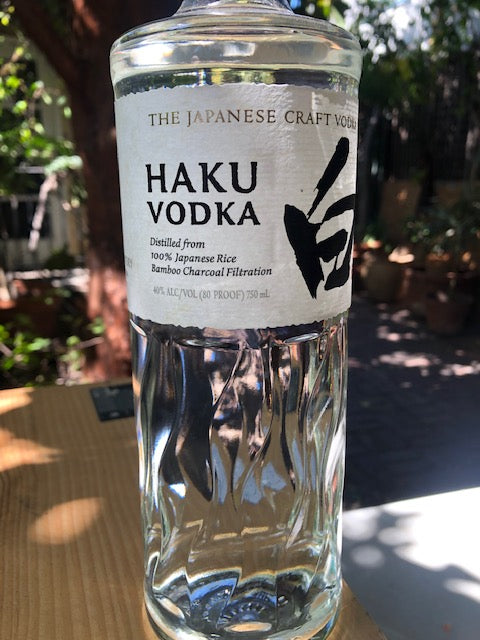 THE JAPANESE CRAFT VODKA
HAKU
VODKA
白
Distilled from
100% Japanese Rice
Bamboo Charcoal Filtration
40% ALC/VOL (80 PROOF) 750 mL